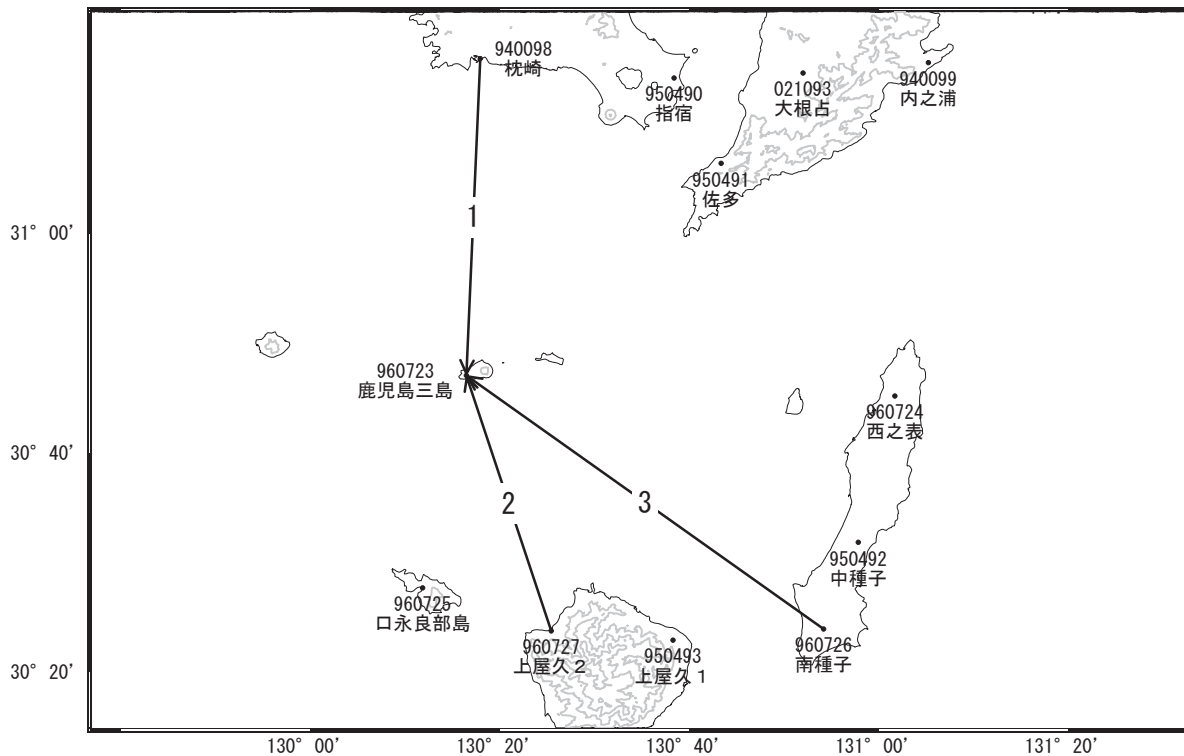 940098
枕崎
950490
指宿
021093
大根占
940099
内之浦
950491
佐多
1
31° 00'
960723
鹿児島三島
960724
西之表
30° 40'
2
3
950492
中種子
960725
口永良部島
960727
上屋久2
950493
上屋久1
960726
南種子
30° 20'
130° 00'
130° 20'
130° 40'
131° 00'
131° 20'